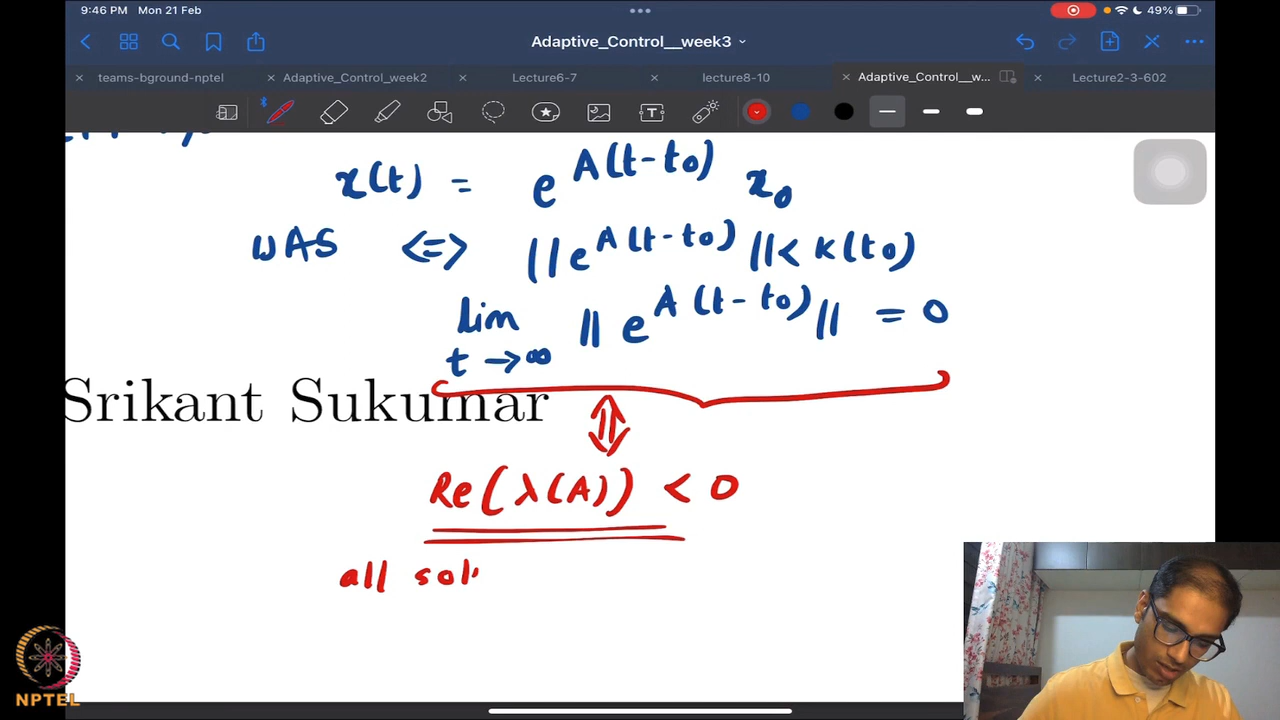 9:46 PM Mon 21 Feb
49%
Adaptive_Control__week3
teams-bground-nptel
Adaptive_Control_week2
Lecture6-7
lecture8-10
Adaptive_Control__w...
Lecture2-3-602
x(t) = e^{A(t-t0)} x0
UAS <=> ||e^{A(t-t0)}|| < k(t0)
lim t→∞ ||e^{A(t-t0)}|| = 0
Srikant Sukumar
Re(λ(A)) < 0
all sol
NPTEL